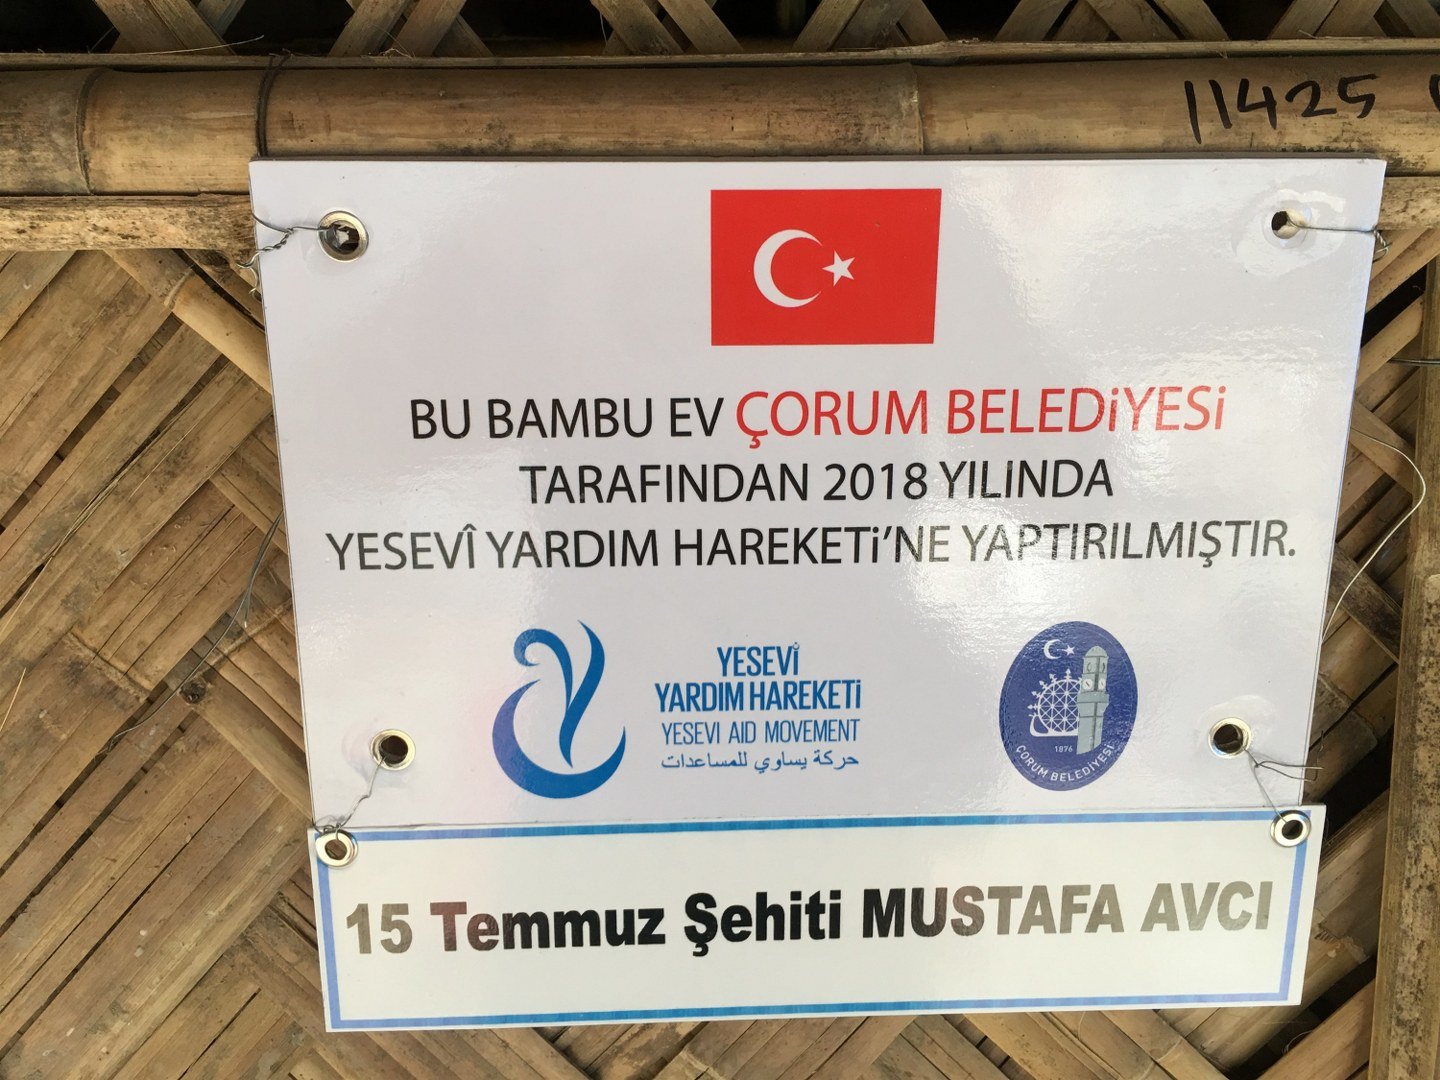 11425
BU BAMBU EV ÇORUM BELEDİYESİ
TARAFINDAN 2018 YILINDA
YESEVÎ YARDIM HAREKETİ'NE YAPTIRILMIŞTIR.
YESEVÎ
YARDIM HAREKETİ
YESEVI AID MOVEMENT
حركة يساوي للمساعدات
1876
ÇORUM BELEDİYESİ
15 Temmuz Şehiti MUSTAFA AVCI